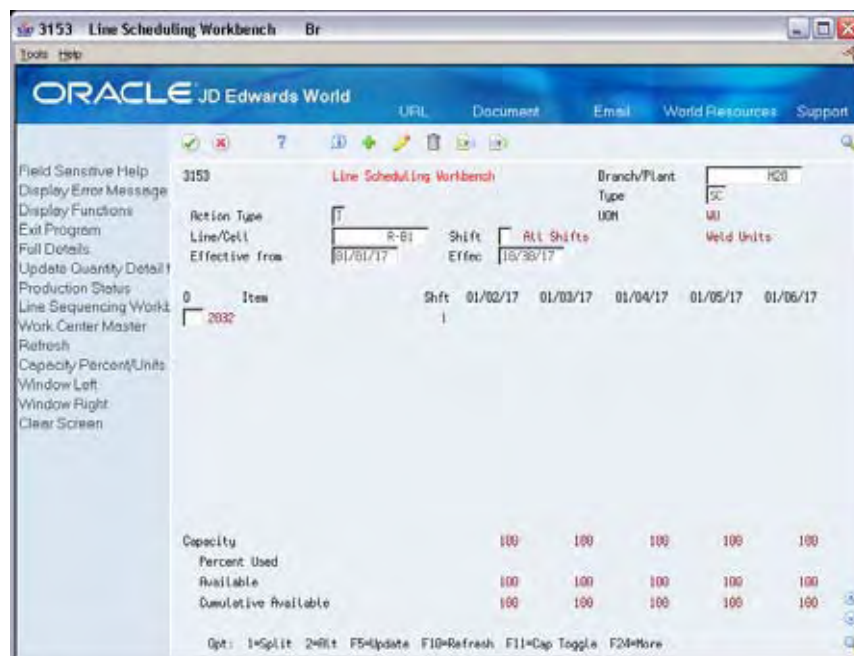 3153 Line Scheduling Workbench Br
Tools Help
ORACLE JD Edwards World
URL Document Email World Resources Support
Field Sensitive Help
Display Error Message
Display Functions
Exit Program
Full Details
Update Quantity Detail
Production Status
Line Sequencing Workb
Work Center Master
Refresh
Capacity Percent/Units
Window Left
Window Right
Clear Screen
3153 Line Scheduling Workbench Branch/Plant M20
Type SC
Action Type I UOM WU
Line/Cell R-B1 Shift All Shifts Weld Units
Effective from 01/01/17 Effec
O Item Shft 01/02/17 01/03/17 01/04/17 01/05/17 01/06/17
2032 1
Capacity 100 100 100 100 100
Percent Used
Available 100 100 100 100 100
Cumulative Available 100 100 100 100 100
Opt: 1=Split 2=Alt F5=Update F10=Refresh F11=Cap Toggle F24=More